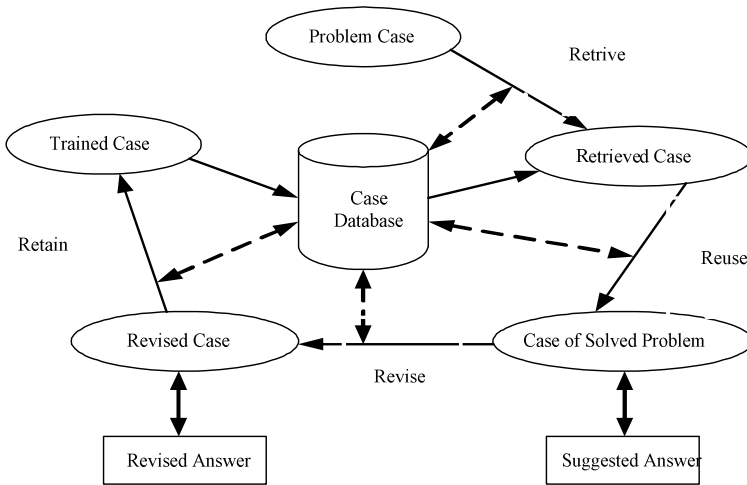 Problem Case
Retrive
Trained Case
Retrieved Case
Case
Database
Retain
Reuse
Revised Case
Case of Solved Problem
Revise
Revised Answer
Suggested Answer